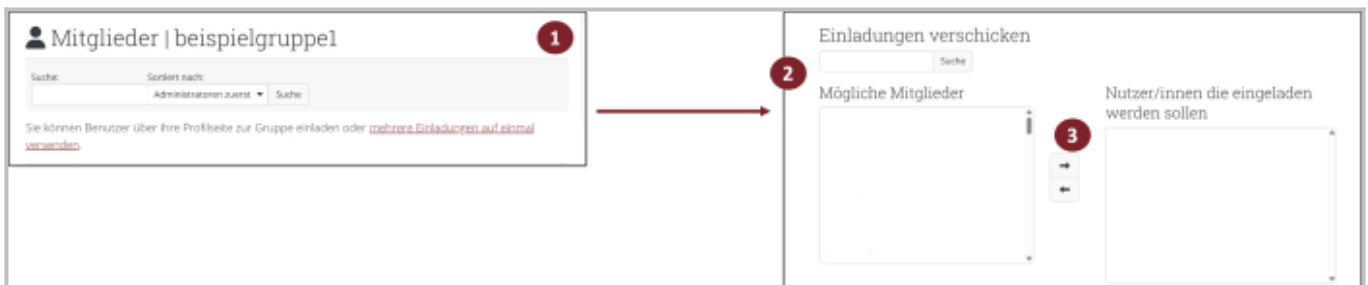 Mitglieder | beispielgruppe1
1
Suche:
Sortiert nach:
Administratoren zuerst
Suche
Sie können Benutzer über ihre Profilseite zur Gruppe einladen oder mehrere Einladungen auf einmal
versenden.
Einladungen verschicken
Suche
2
Mögliche Mitglieder
3
Nutzer/innen die eingeladen
werden sollen